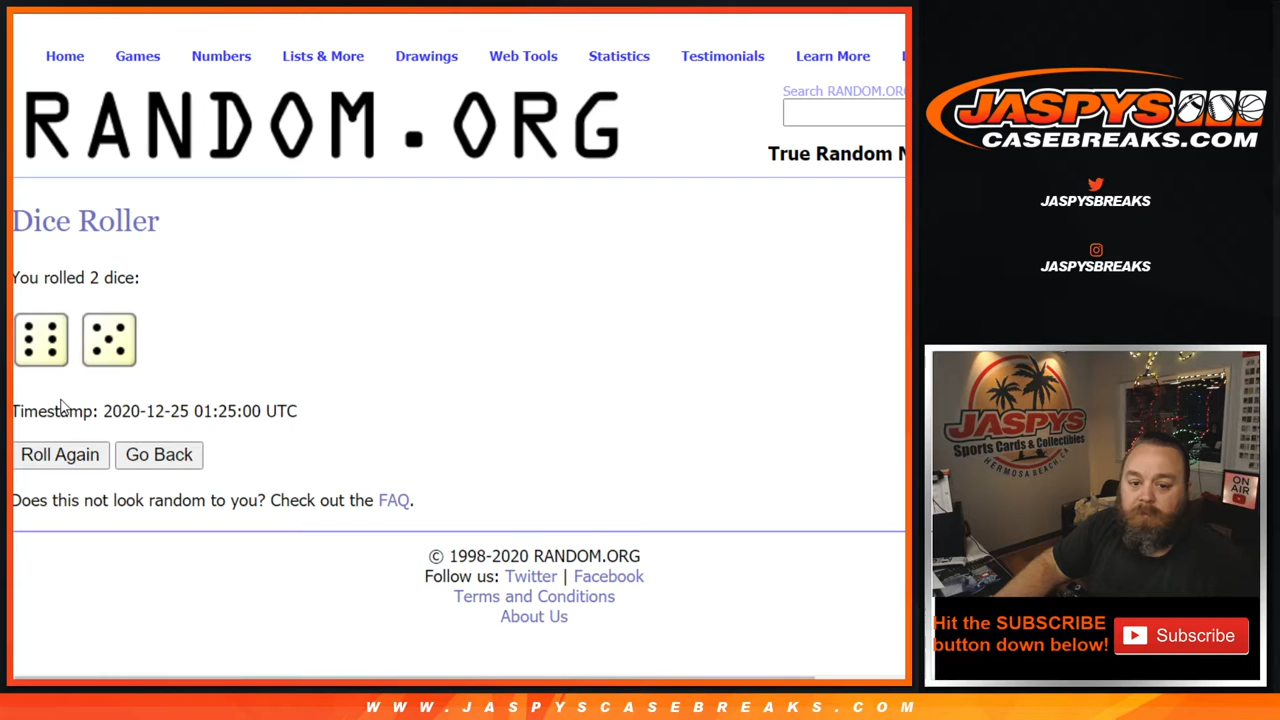 Home Games Numbers Lists & More Drawings Web Tools Statistics Testimonials Learn More
RANDOM.ORG
Search RANDOM.ORG
True Random N
Dice Roller
You rolled 2 dice:
Timestamp: 2020-12-25 01:25:00 UTC
Roll Again Go Back
Does this not look random to you? Check out the FAQ.
© 1998-2020 RANDOM.ORG
Follow us: Twitter | Facebook
Terms and Conditions
About Us
JASPYS
CASEBREAKS.COM
JASPYSBREAKS
JASPYSBREAKS
JASPYS
Sports Cards & Collectibles
HERMOSA BEACH, CA
ON AIR
Hit the SUBSCRIBE
button down below!
Subscribe
WWW.JASPYSCASEBREAKS.COM